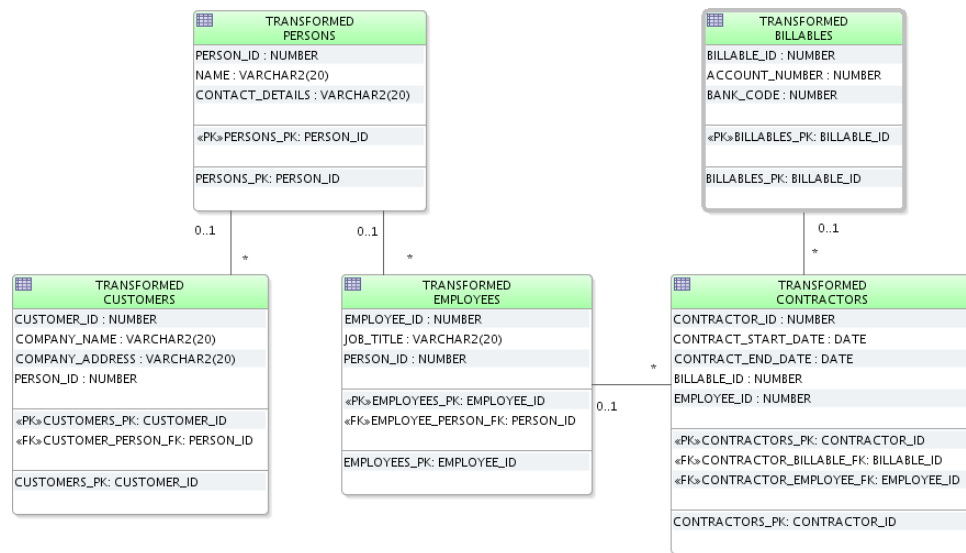 TRANSFORMED
PERSONS
PERSON_ID : NUMBER
NAME : VARCHAR2(20)
CONTACT_DETAILS : VARCHAR2(20)
«PK»PERSONS_PK: PERSON_ID
PERSONS_PK: PERSON_ID
TRANSFORMED
BILLABLES
BILLABLE_ID : NUMBER
ACCOUNT_NUMBER : NUMBER
BANK_CODE : NUMBER
«PK»BILLABLES_PK: BILLABLE_ID
BILLABLES_PK: BILLABLE_ID
0..1
*
0..1
*
0..1
*
TRANSFORMED
CUSTOMERS
CUSTOMER_ID : NUMBER
COMPANY_NAME : VARCHAR2(20)
COMPANY_ADDRESS : VARCHAR2(20)
PERSON_ID : NUMBER
«PK»CUSTOMERS_PK: CUSTOMER_ID
«FK»CUSTOMER_PERSON_FK: PERSON_ID
CUSTOMERS_PK: CUSTOMER_ID
TRANSFORMED
EMPLOYEES
EMPLOYEE_ID : NUMBER
JOB_TITLE : VARCHAR2(20)
PERSON_ID : NUMBER
«PK»EMPLOYEES_PK: EMPLOYEE_ID
«FK»EMPLOYEE_PERSON_FK: PERSON_ID
EMPLOYEES_PK: EMPLOYEE_ID
0..1
*
TRANSFORMED
CONTRACTORS
CONTRACTOR_ID : NUMBER
CONTRACT_START_DATE : DATE
CONTRACT_END_DATE : DATE
BILLABLE_ID : NUMBER
EMPLOYEE_ID : NUMBER
«PK»CONTRACTORS_PK: CONTRACTOR_ID
«FK»CONTRACTOR_BILLABLE_FK: BILLABLE_ID
«FK»CONTRACTOR_EMPLOYEE_FK: EMPLOYEE_ID
CONTRACTORS_PK: CONTRACTOR_ID